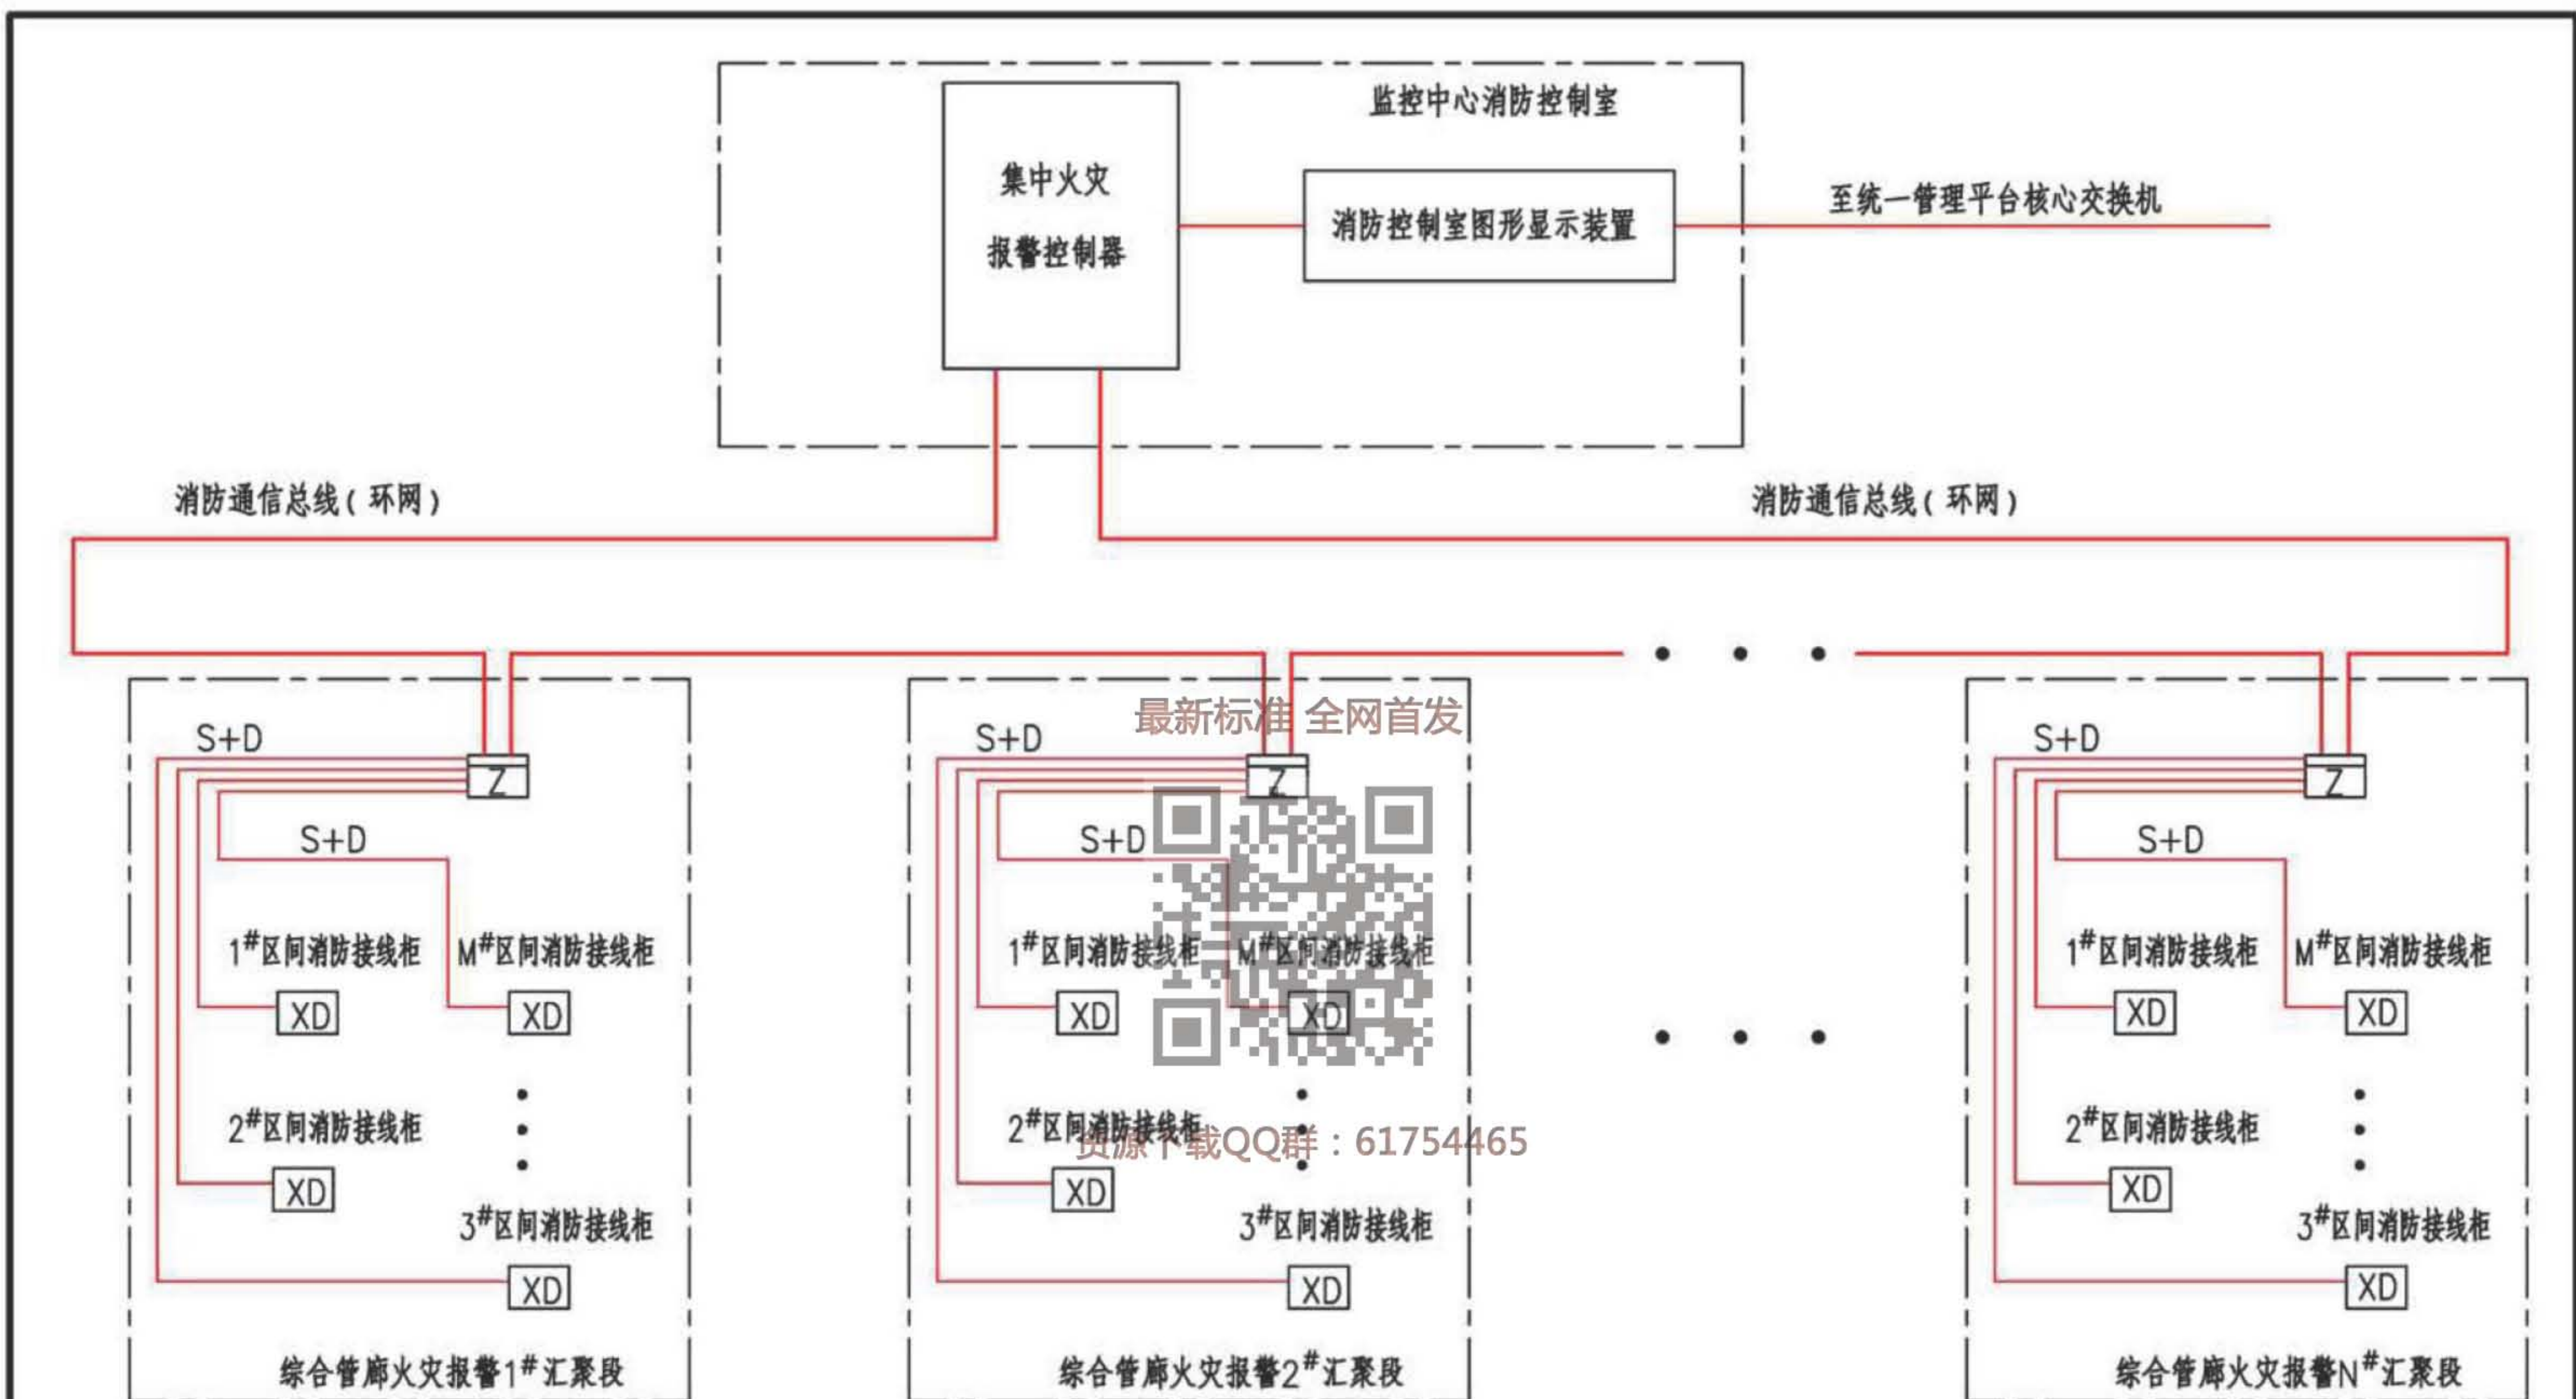 监控中心消防控制室
集中火灾
报警控制器
消防控制室图形显示装置
至统一管理平台核心交换机
消防通信总线(环网)
消防通信总线(环网)
最新标准 全网首发
S+D
Z
S+D
1#区间消防接线柜
M#区间消防接线柜
XD
XD
2#区间消防接线柜
XD
3#区间消防接线柜
XD
综合管廊火灾报警1#汇聚段
S+D
Z
S+D
1#区间消防接线柜
M#区间消防接线柜
XD
XD
2#区间消防接线柜
资源下载QQ群：61754465
XD
3#区间消防接线柜
XD
综合管廊火灾报警2#汇聚段
S+D
Z
S+D
1#区间消防接线柜
M#区间消防接线柜
XD
XD
2#区间消防接线柜
XD
3#区间消防接线柜
XD
综合管廊火灾报警N#汇聚段